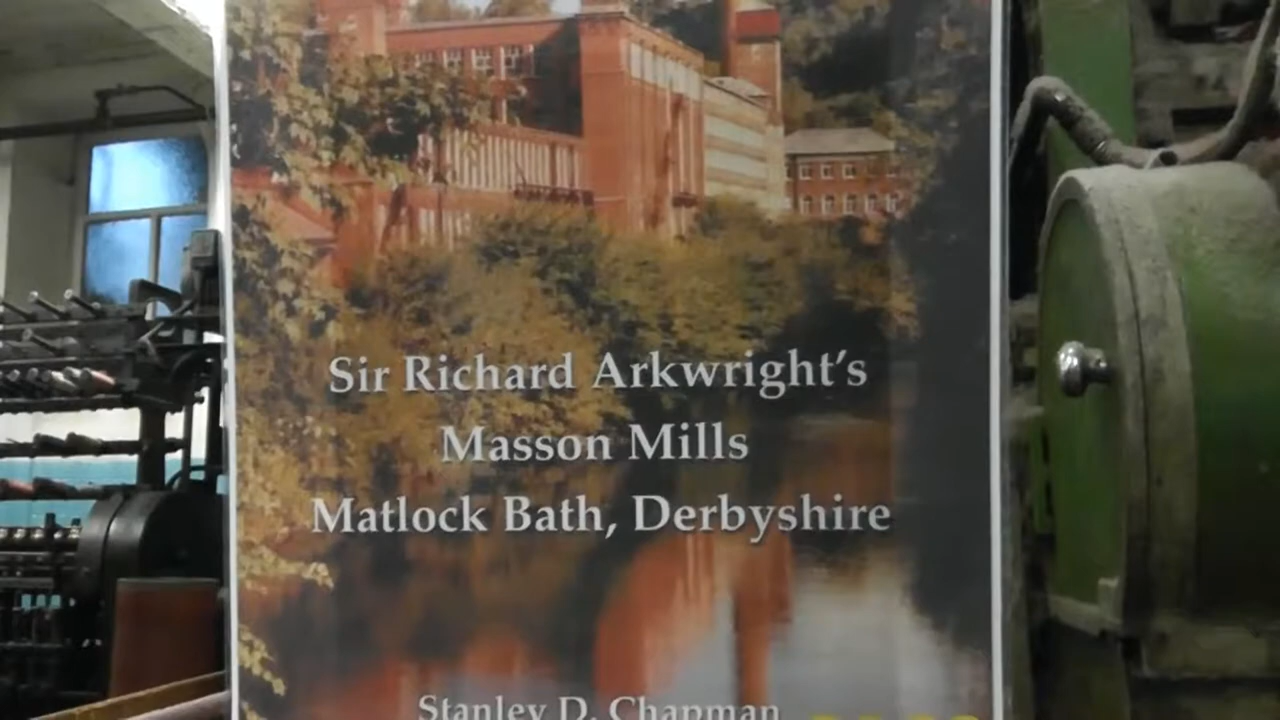 Sir Richard Arkwright's
Masson Mills
Matlock Bath, Derbyshire
Stanley D. Chapman